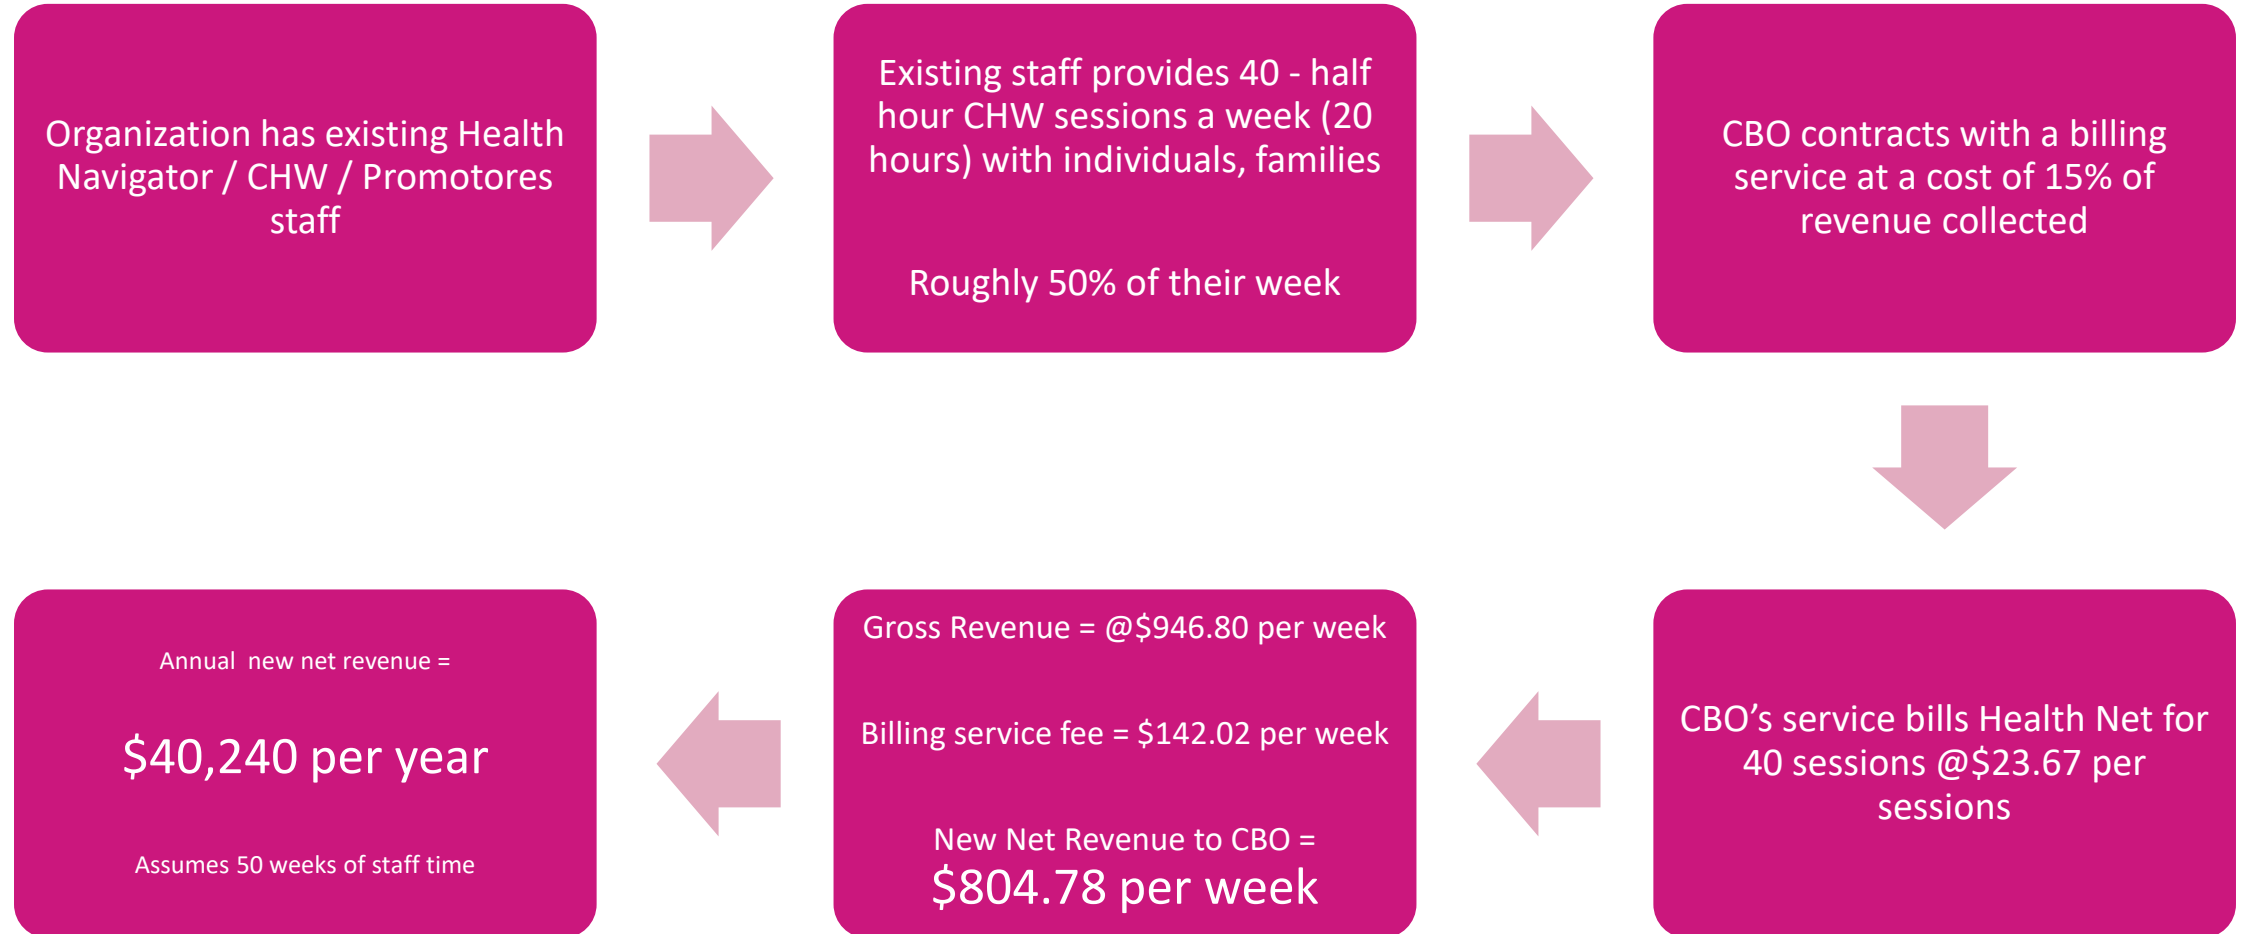 Organization has existing Health
Navigator / CHW / Promotores
staff
Existing staff provides 40 - half
hour CHW sessions a week (20
hours) with individuals, families
Roughly 50% of their week
CBO contracts with a billing
service at a cost of 15% of
revenue collected
CBO’s service bills Health Net for
40 sessions @$23.67 per
sessions
Gross Revenue = @$946.80 per week
Billing service fee = $142.02 per week
New Net Revenue to CBO =
$804.78 per week
Annual  new net revenue =
$40,240 per year
Assumes 50 weeks of staff time